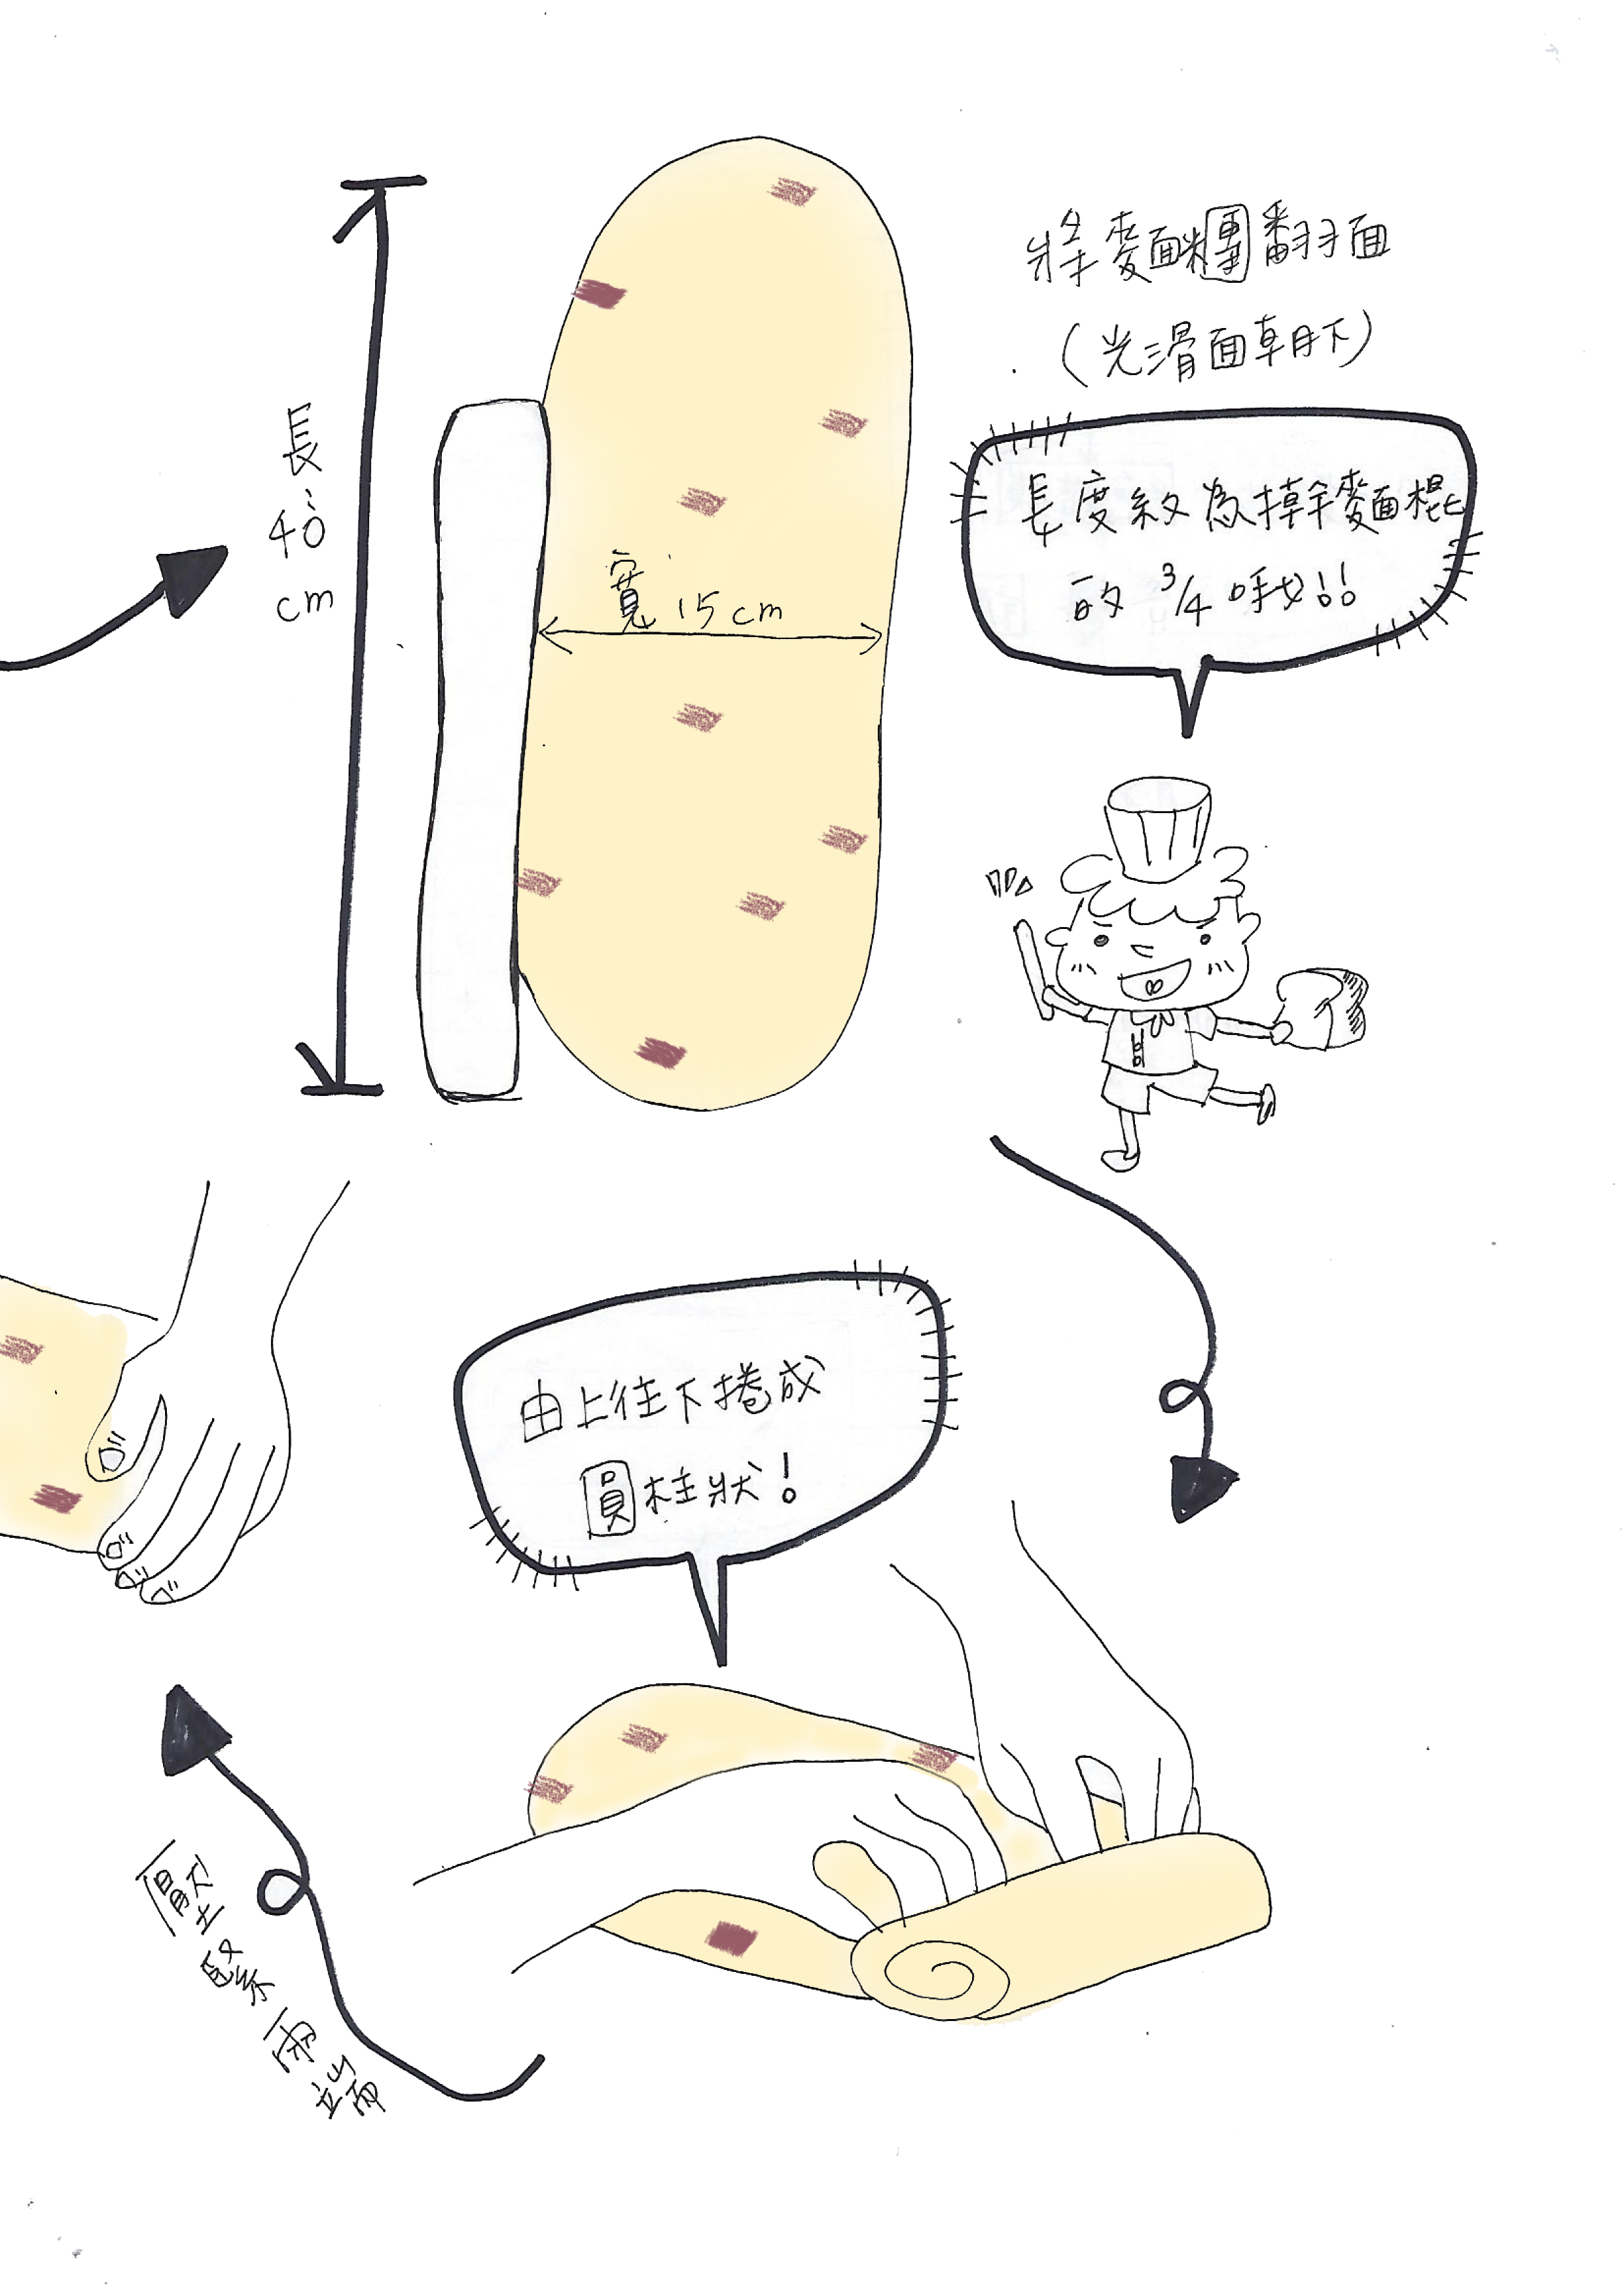 將麵糰翻面
(光滑面朝下)
長
40
cm
寬 15 cm
長度約為擀麵棍
的 3/4 哦!!
由上往下捲成
圓柱狀!
壓緊兩端